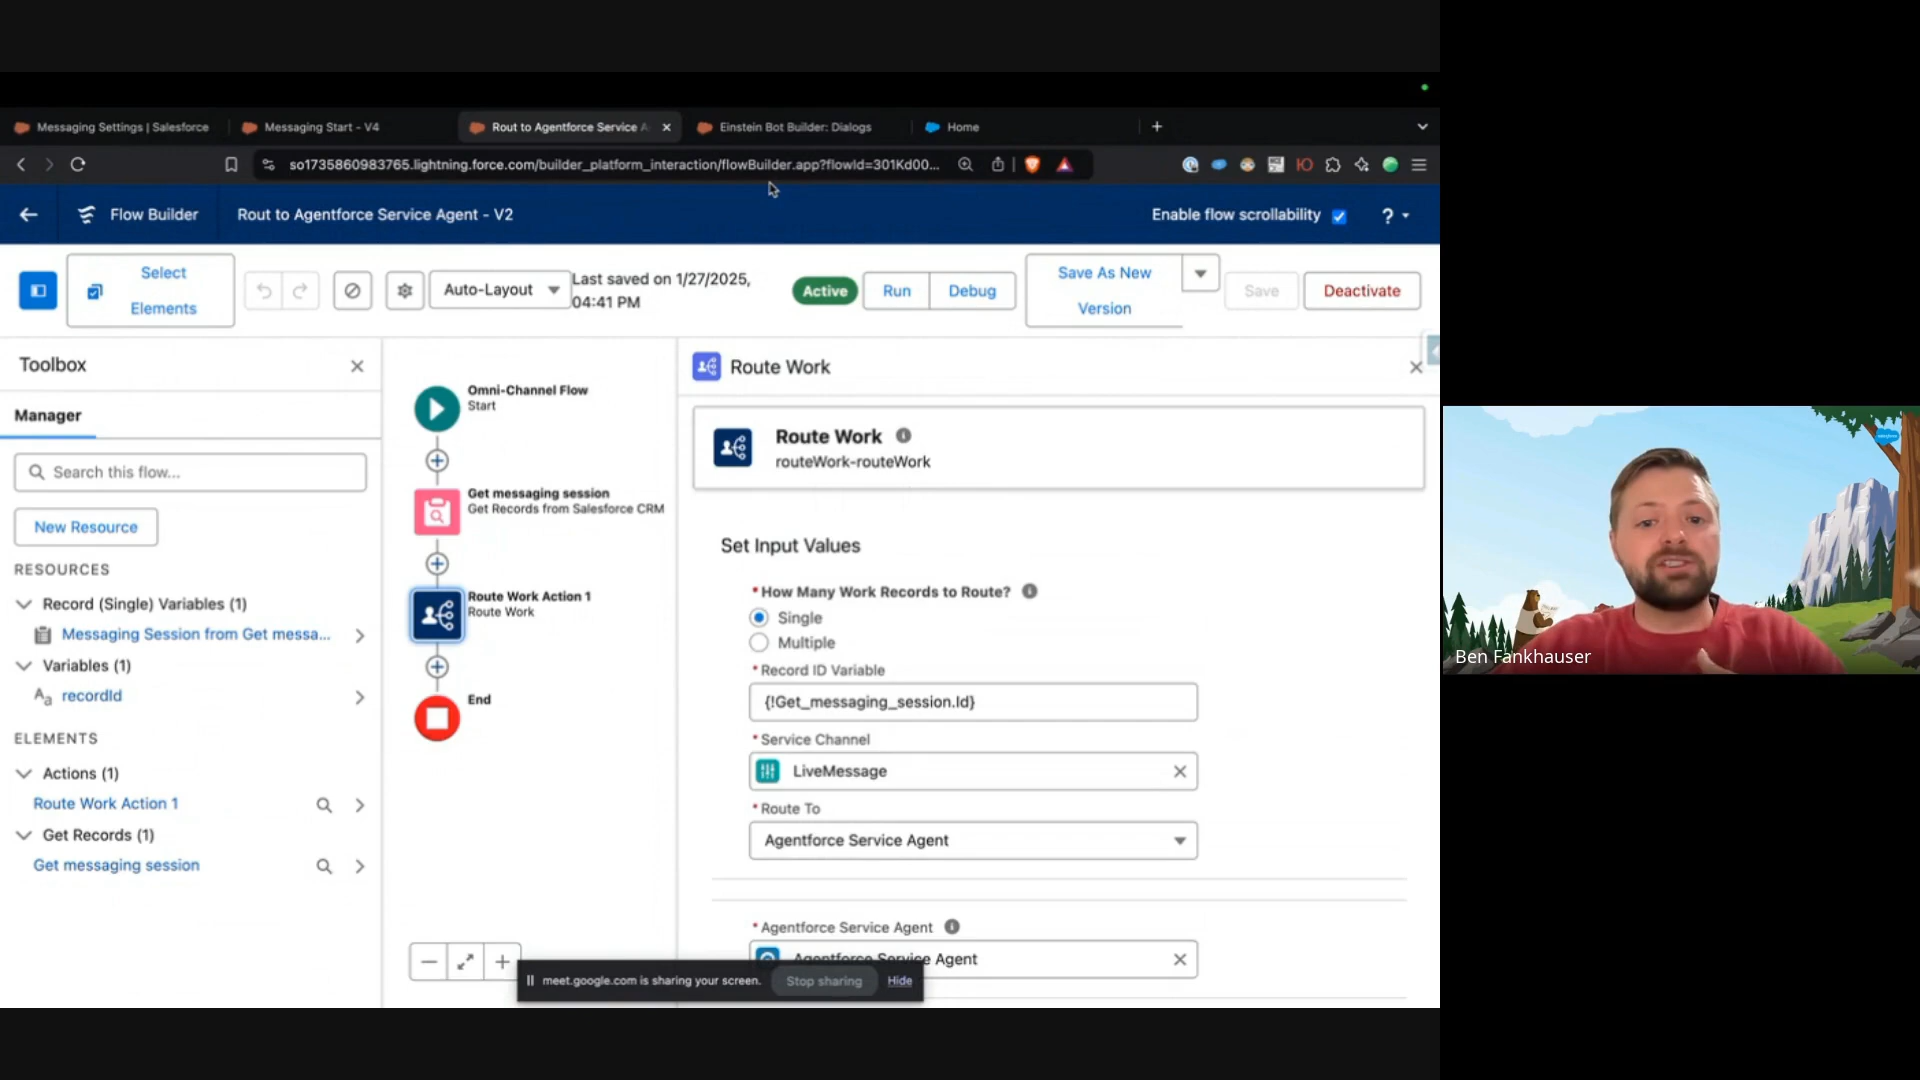 Messaging Settings | Salesforce
Messaging Start - V4
Rout to Agentforce Service A
Einstein Bot Builder: Dialogs
Home
so1735860983765.lightning.force.com/builder_platform_interaction/flowBuilder.app?flowId=301Kd00...
Flow Builder
Rout to Agentforce Service Agent - V2
Enable flow scrollability
?
Select
Elements
Auto-Layout
Last saved on 1/27/2025,
04:41 PM
Active
Run
Debug
Save As New
Version
Save
Deactivate
Toolbox
Manager
Search this flow...
New Resource
RESOURCES
Record (Single) Variables (1)
Messaging Session from Get messa...
Variables (1)
Aa recordId
ELEMENTS
Actions (1)
Route Work Action 1
Get Records (1)
Get messaging session
Omni-Channel Flow
Start
Get messaging session
Get Records from Salesforce CRM
Route Work Action 1
Route Work
End
Route Work
Route Work
routeWork-routeWork
Set Input Values
*How Many Work Records to Route?
Single
Multiple
*Record ID Variable
{!Get_messaging_session.Id}
*Service Channel
LiveMessage
*Route To
Agentforce Service Agent
*Agentforce Service Agent
Agentforce Service Agent
meet.google.com is sharing your screen.
Stop sharing
Hide
Ben Fankhauser